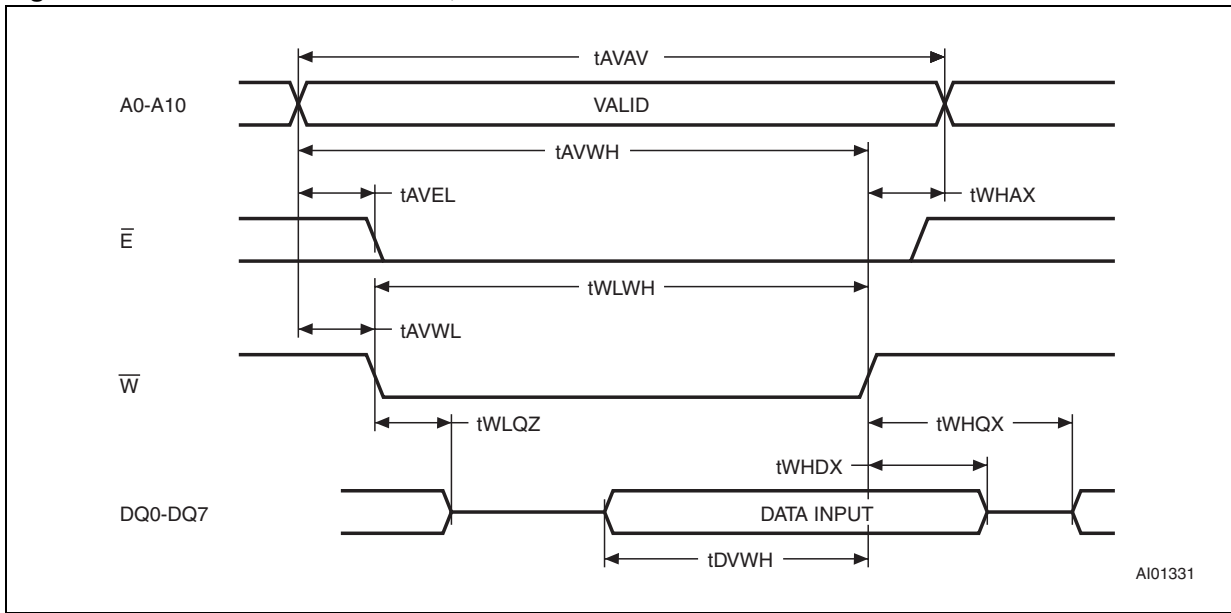 tAVAV
A0-A10
VALID
tAVWH
tAVEL
tWHAX
E̅
tWLWH
tAVWL
W̅
tWLQZ
tWHQX
tWHDX
DQ0-DQ7
DATA INPUT
tDVWH
AI01331